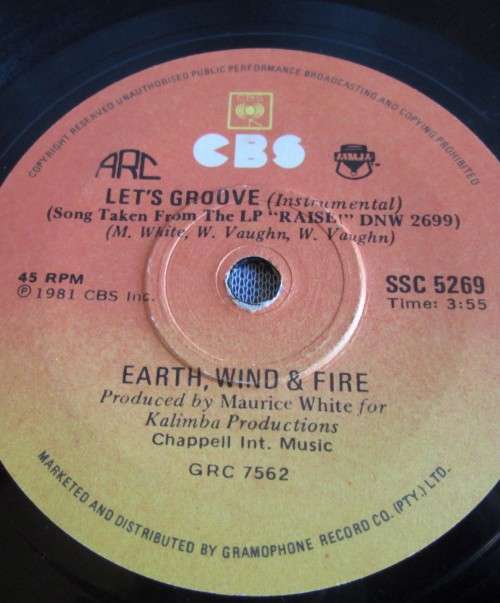 COPYRIGHT RESERVED UNAUTHORISED PUBLIC PERFORMANCE BROADCASTING AND COPYING PROHIBITED
CBS
ARC
LET'S GROOVE (Instrumental)
(Song Taken From The LP "RAISE!" DNW 2699)
(M. White, W. Vaughn, W. Vaughn)
45 RPM
SSC 5269
Ⓟ 1981 CBS Inc.
Time: 3:55
EARTH, WIND & FIRE
Produced by Maurice White for
Kalimba Productions
Chappell Int. Music
GRC 7562
MARKETED AND DISTRIBUTED BY GRAMOPHONE RECORD CO. (PTY.) LTD.